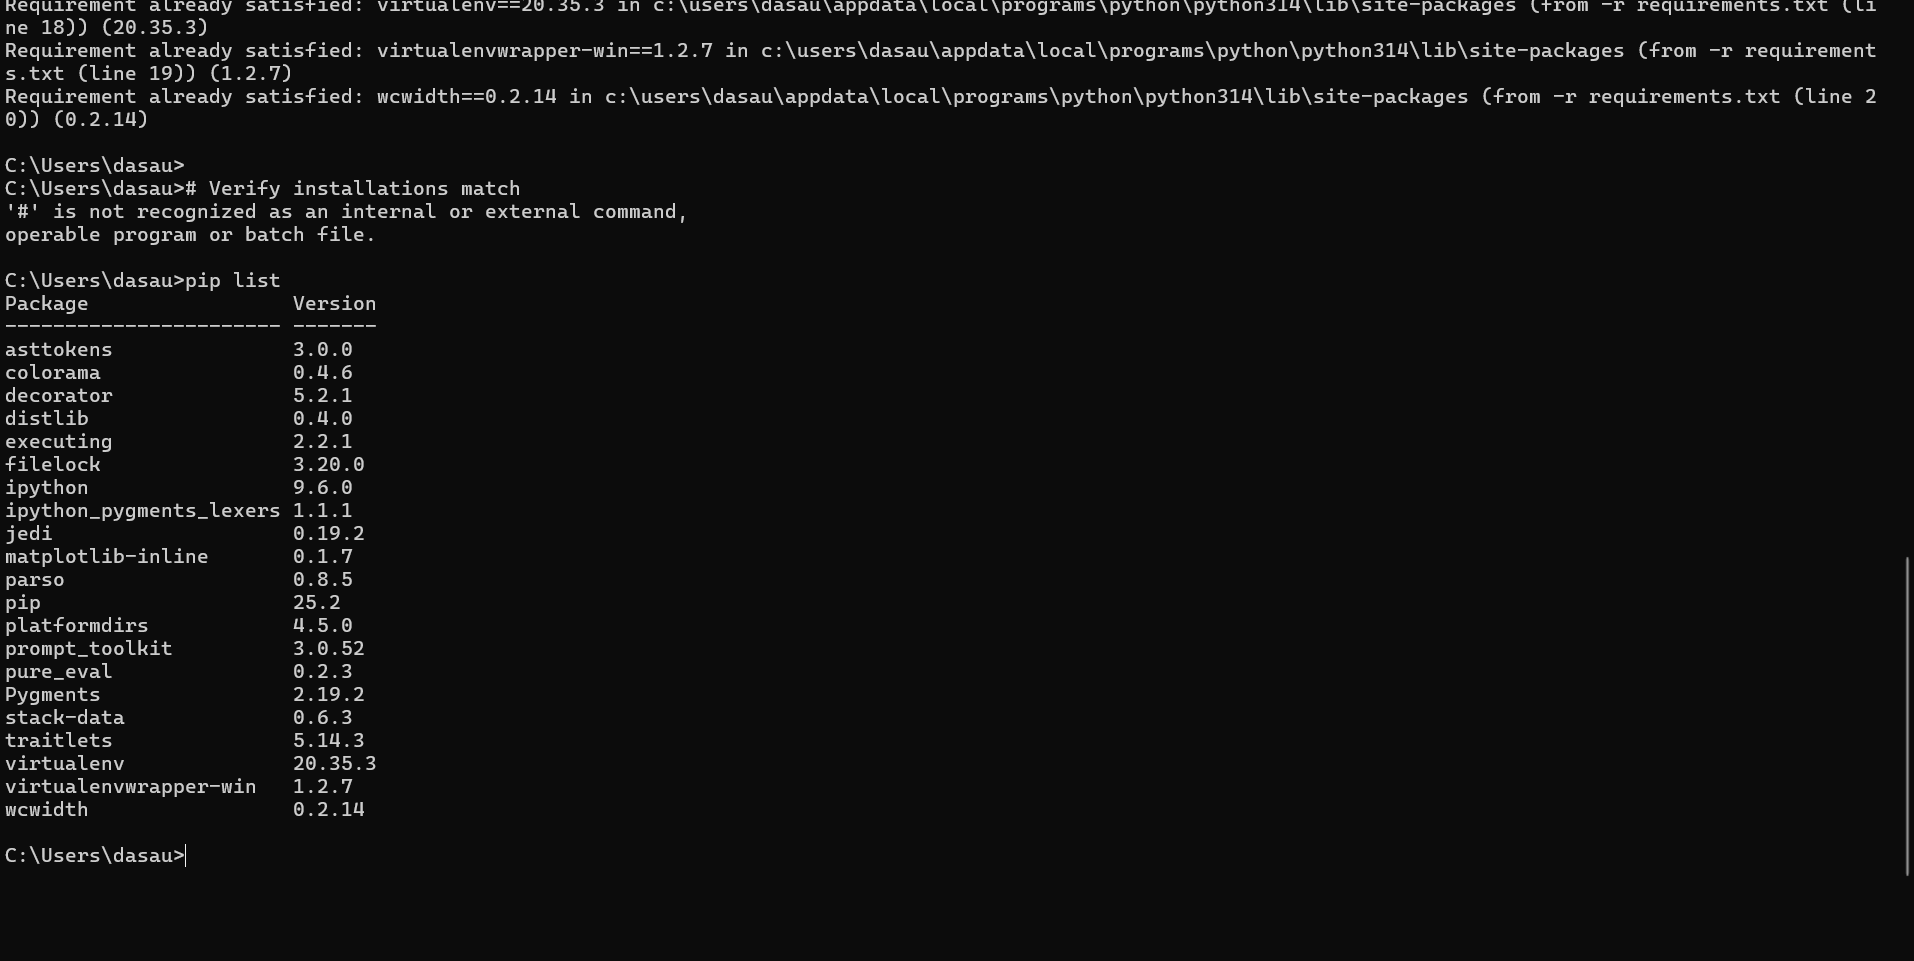 Requirement already satisfied: virtualenv==20.35.3 in c:\users\dasau\appdata\local\programs\python\python314\lib\site-packages (from -r requirements.txt (li
ne 18)) (20.35.3)
Requirement already satisfied: virtualenvwrapper-win==1.2.7 in c:\users\dasau\appdata\local\programs\python\python314\lib\site-packages (from -r requirement
s.txt (line 19)) (1.2.7)
Requirement already satisfied: wcwidth==0.2.14 in c:\users\dasau\appdata\local\programs\python\python314\lib\site-packages (from -r requirements.txt (line 2
0)) (0.2.14)
C:\Users\dasau>
C:\Users\dasau># Verify installations match
'#' is not recognized as an internal or external command,
operable program or batch file.
C:\Users\dasau>pip list
Package                 Version
----------------------- -------
asttokens               3.0.0
colorama                0.4.6
decorator               5.2.1
distlib                 0.4.0
executing               2.2.1
filelock                3.20.0
ipython                 9.6.0
ipython_pygments_lexers 1.1.1
jedi                    0.19.2
matplotlib-inline       0.1.7
parso                   0.8.5
pip                     25.2
platformdirs            4.5.0
prompt_toolkit          3.0.52
pure_eval               0.2.3
Pygments                2.19.2
stack-data              0.6.3
traitlets               5.14.3
virtualenv              20.35.3
virtualenvwrapper-win   1.2.7
wcwidth                 0.2.14
C:\Users\dasau>